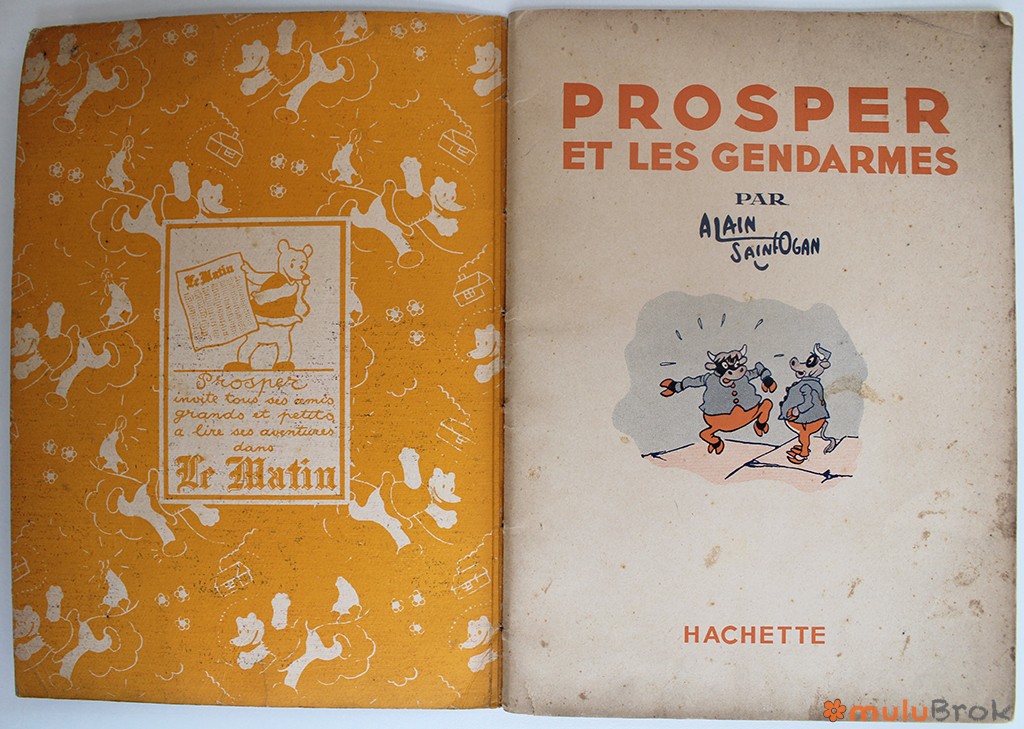 Le Matin
Prosper
invite tous ses amis
grands et petits
a lire ses aventures
dans
Le Matin
PROSPER
ET LES GENDARMES
PAR
ALAIN
SAINT-OGAN
HACHETTE
muluBrok